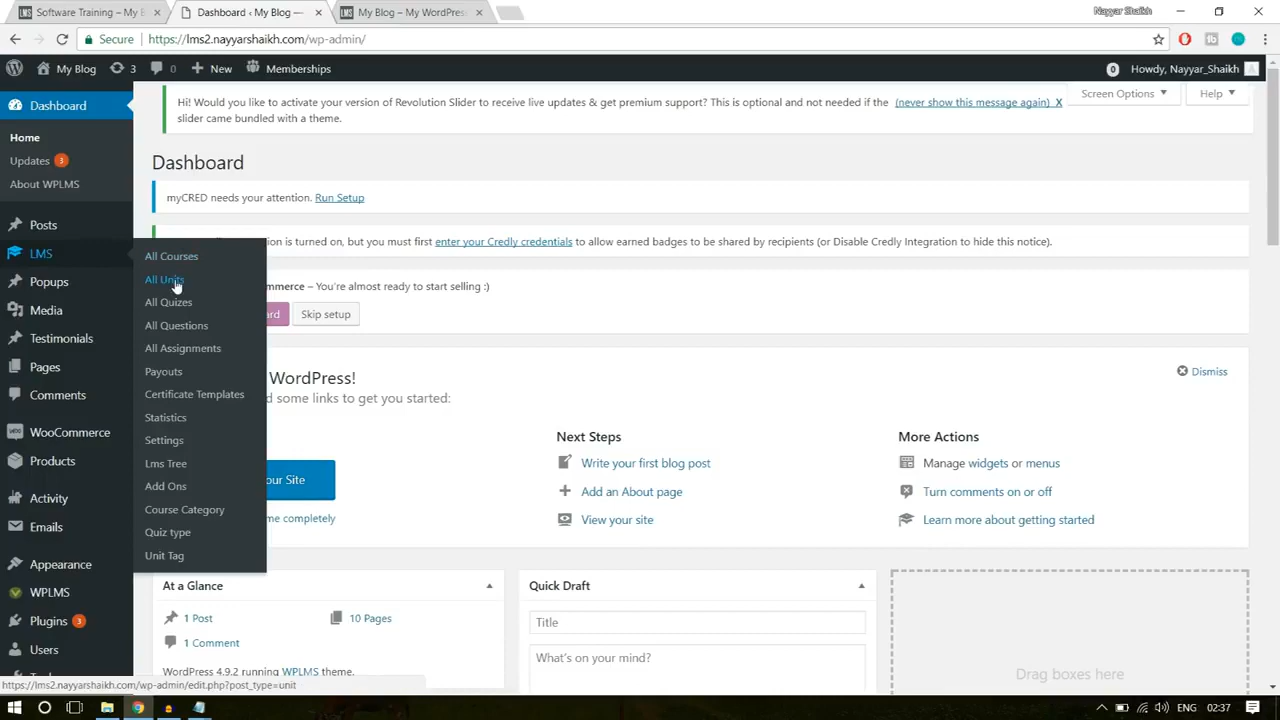 Software Training – My B
Dashboard ‹ My Blog —
My Blog – My WordPress
Nayyar Shaikh
Secure
https://lms2.nayyarshaikh.com/wp-admin/
My Blog
3
0
New
Memberships
0
Howdy, Nayyar_Shaikh
Dashboard
Home
Updates 3
About WPLMS
Posts
LMS
Popups
Media
Testimonials
Pages
Comments
WooCommerce
Products
Activity
Emails
Appearance
WPLMS
Plugins 3
Users
All Courses
All Units
All Quizes
All Questions
All Assignments
Payouts
Certificate Templates
Statistics
Settings
Lms Tree
Add Ons
Course Category
Quiz type
Unit Tag
Hi! Would you like to activate your version of Revolution Slider to receive live updates & get premium support? This is optional and not needed if the
slider came bundled with a theme.
(never show this message again) X
Screen Options
Help
Dashboard
myCRED needs your attention. Run Setup
is turned on, but you must first enter your Credly credentials to allow earned badges to be shared by recipients (or Disable Credly Integration to hide this notice).
mmerce – You're almost ready to start selling :)
ard
Skip setup
WordPress!
d some links to get you started:
Dismiss
our Site
me completely
Next Steps
Write your first blog post
Add an About page
View your site
More Actions
Manage widgets or menus
Turn comments on or off
Learn more about getting started
At a Glance
1 Post
10 Pages
1 Comment
WordPress 4.9.2 running WPLMS theme.
Quick Draft
Title
What's on your mind?
Drag boxes here
https://lms2.nayyarshaikh.com/wp-admin/edit.php?post_type=unit
ENG
02:37